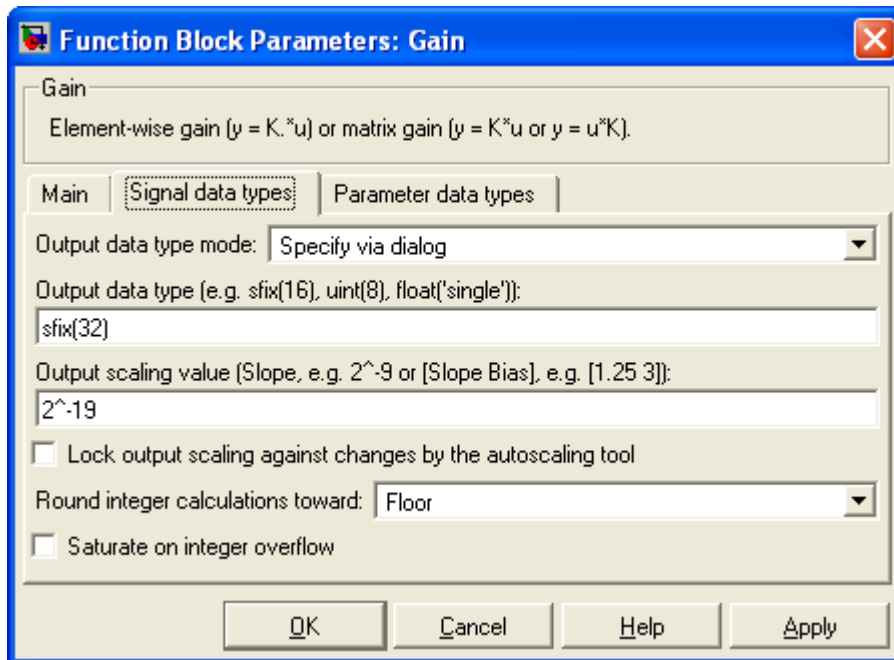 Function Block Parameters: Gain
Gain
Element-wise gain (y = K.*u) or matrix gain (y = K*u or y = u*K).
Main Signal data types Parameter data types
Output data type mode: Specify via dialog
Output data type (e.g. sfix(16), uint(8), float('single')):
sfix(32)
Output scaling value (Slope, e.g. 2^-9 or [Slope Bias], e.g. [1.25 3]):
2^-19
Lock output scaling against changes by the autoscaling tool
Round integer calculations toward: Floor
Saturate on integer overflow
OK Cancel Help Apply